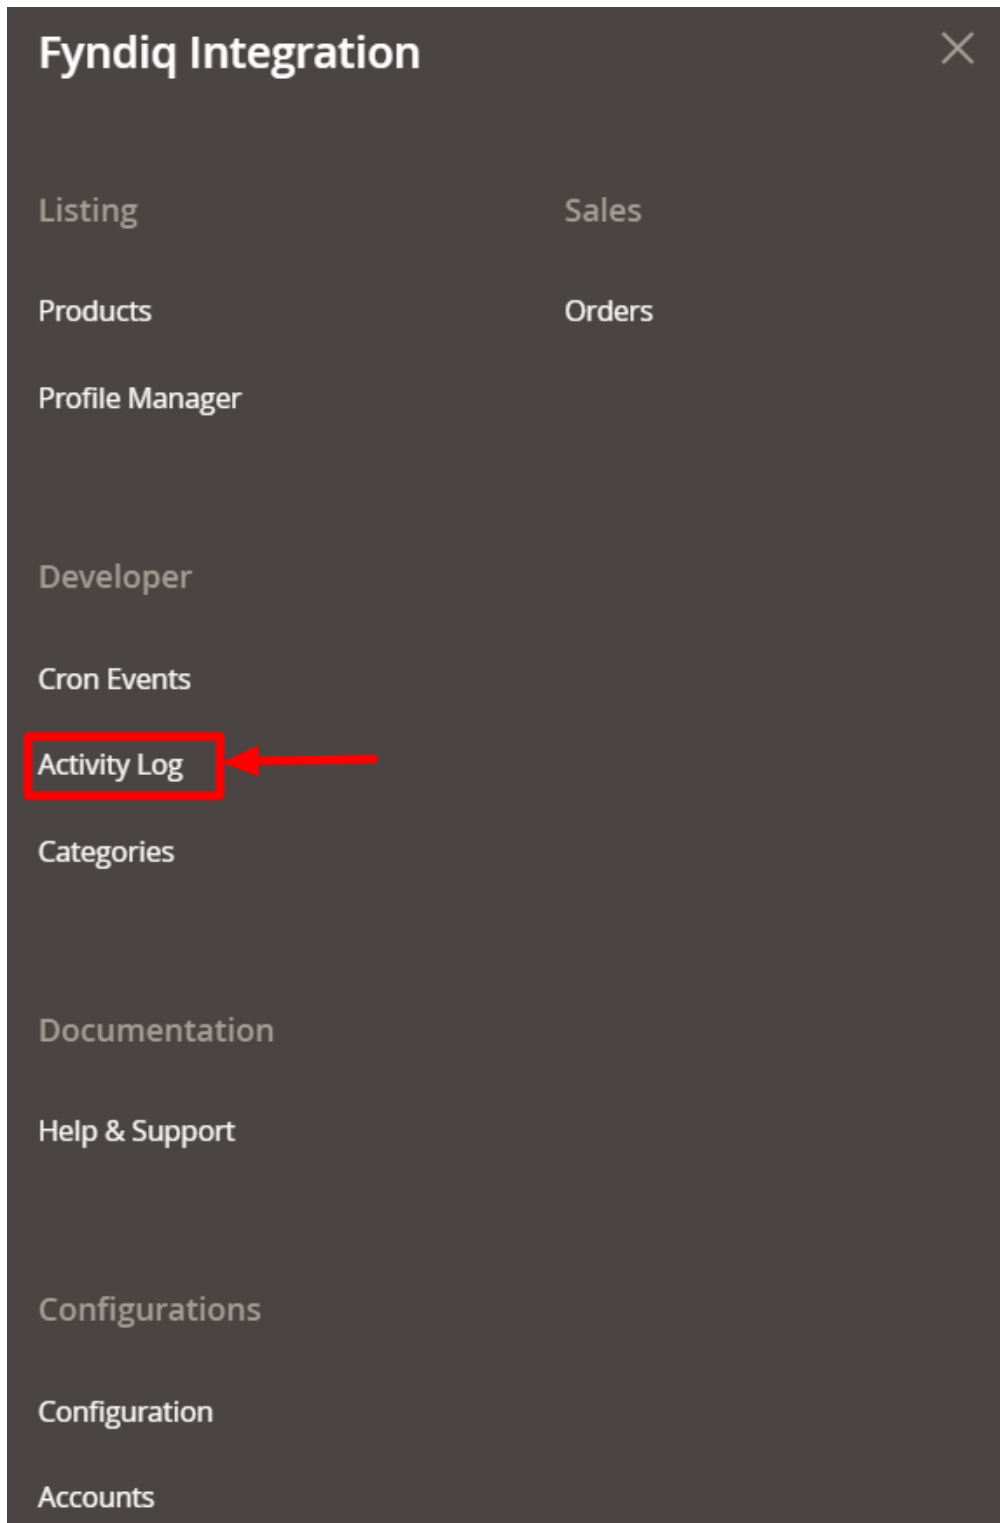 Fyndiq Integration
Listing
Products
Profile Manager
Sales
Orders
Developer
Cron Events
Activity Log
Categories
Documentation
Help & Support
Configurations
Configuration
Accounts